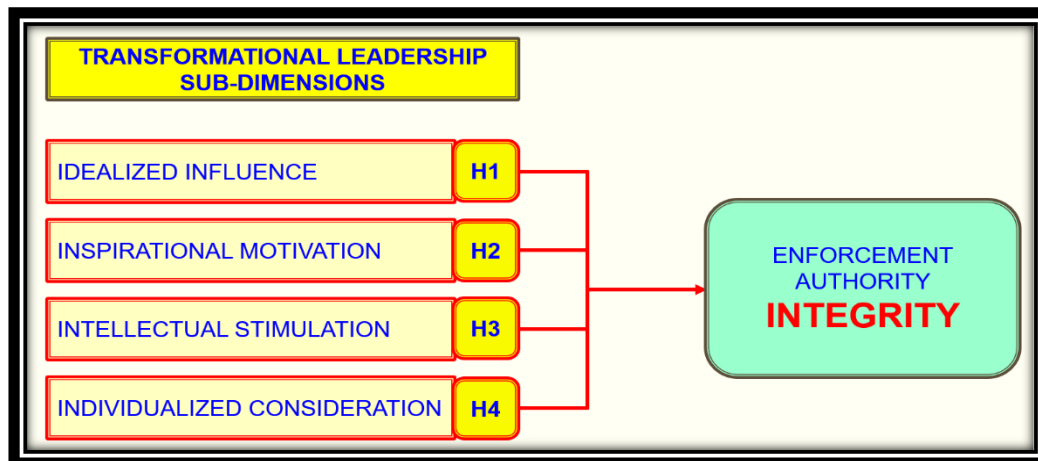 TRANSFORMATIONAL LEADERSHIP
SUB-DIMENSIONS
IDEALIZED INFLUENCE H1
INSPIRATIONAL MOTIVATION H2
INTELLECTUAL STIMULATION H3
INDIVIDUALIZED CONSIDERATION H4
ENFORCEMENT
AUTHORITY
INTEGRITY